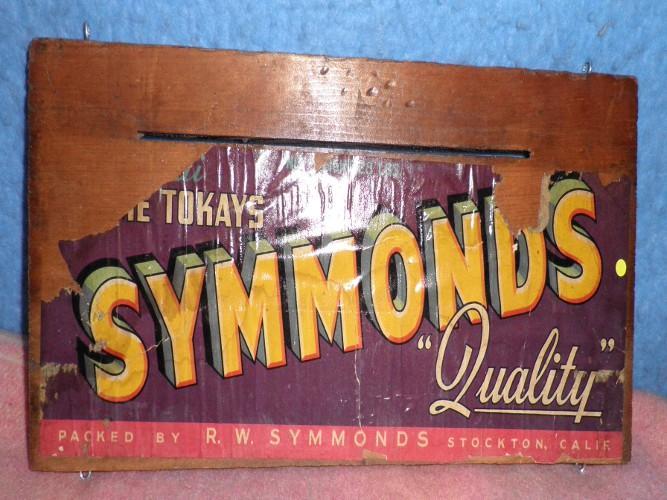 TOKAYS
SYMMONDS
"Quality"
PACKED BY R. W. SYMMONDS STOCKTON, CALIF.